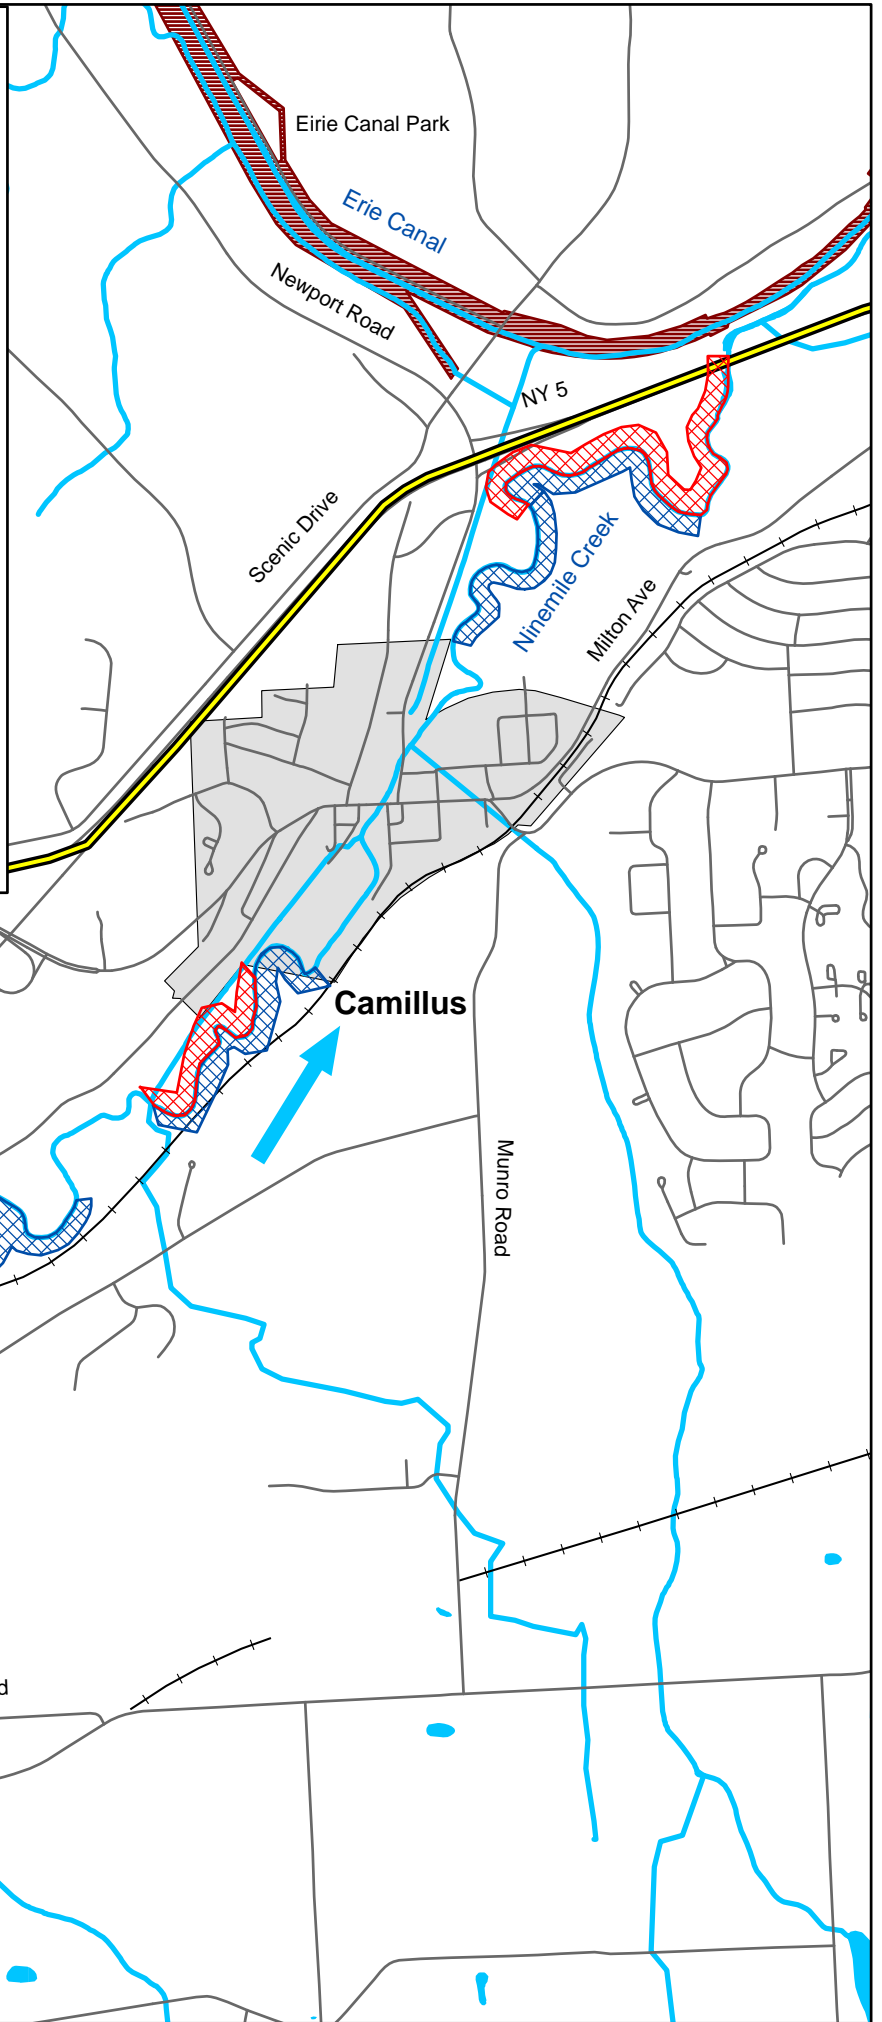 Eirie Canal Park
Erie Canal
Newport Road
NY 5
Scenic Drive
Ninemile Creek
Milton Ave
Camillus
Munro Road
d